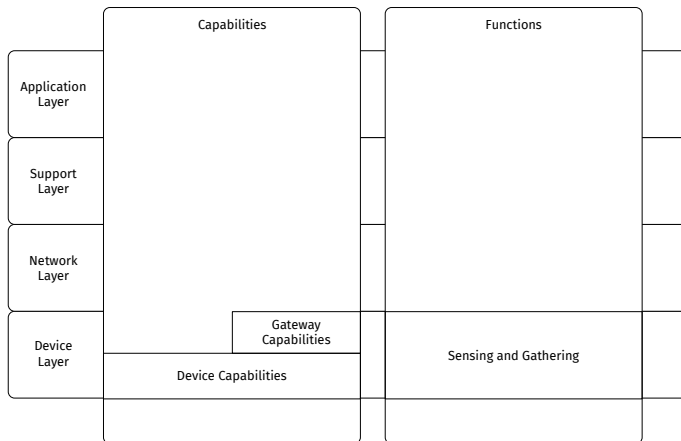 Capabilities
Functions
Application
Layer
Support
Layer
Network
Layer
Device
Layer
Gateway
Capabilities
Device Capabilities
Sensing and Gathering